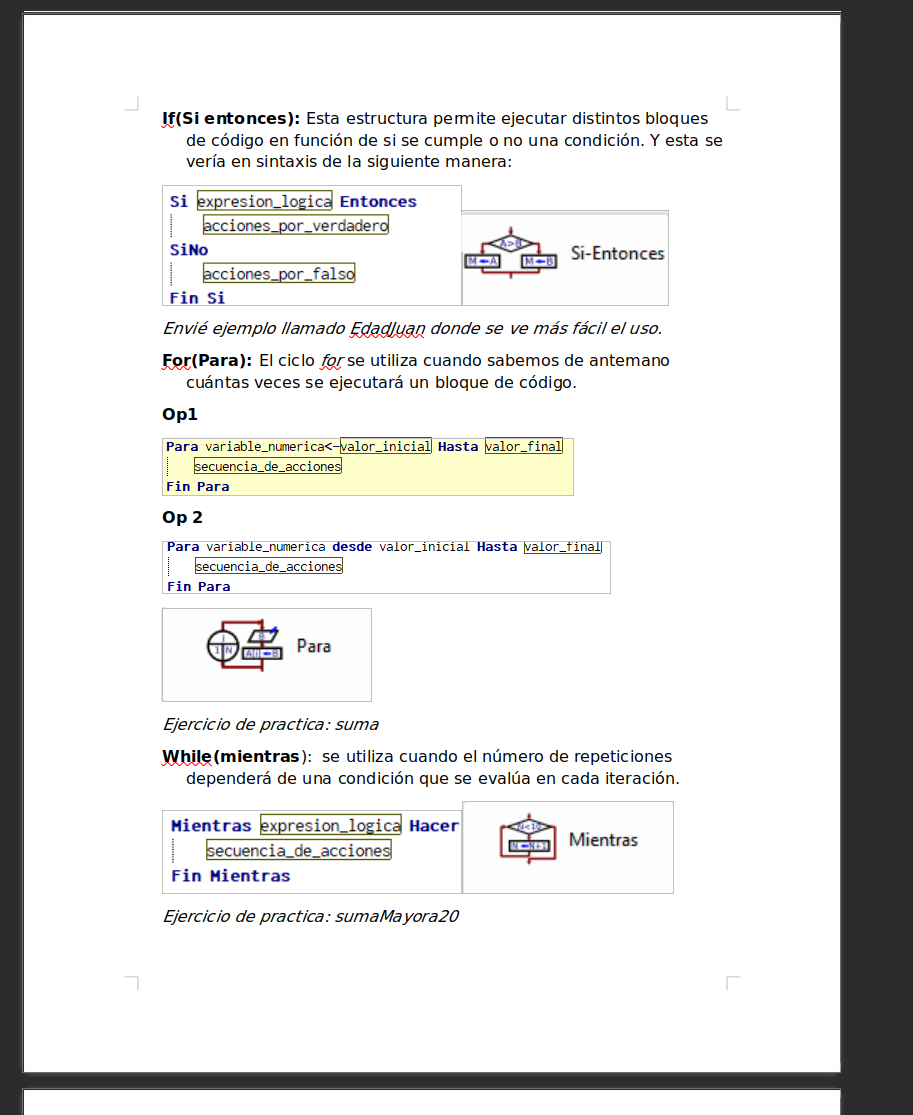 If(Si entonces): Esta estructura permite ejecutar distintos bloques
de código en función de si se cumple o no una condición. Y esta se
vería en sintaxis de la siguiente manera:
Si expresion_logica Entonces
acciones_por_verdadero
SiNo
acciones_por_falso
Fin Si
A>B
M←A M←B
Si-Entonces
Envié ejemplo llamado EdadJuan donde se ve más fácil el uso.
For(Para): El ciclo for se utiliza cuando sabemos de antemano
cuántas veces se ejecutará un bloque de código.
Op1
Para variable_numerica<-valor_inicial Hasta valor_final
secuencia_de_acciones
Fin Para
Op 2
Para variable_numerica desde valor_inicial Hasta valor_final
secuencia_de_acciones
Fin Para
Para
Ejercicio de practica: suma
While(mientras): se utiliza cuando el número de repeticiones
dependerá de una condición que se evalúa en cada iteración.
Mientras expresion_logica Hacer
secuencia_de_acciones
Fin Mientras
N<10
N←N+1
Mientras
Ejercicio de practica: sumaMayora20